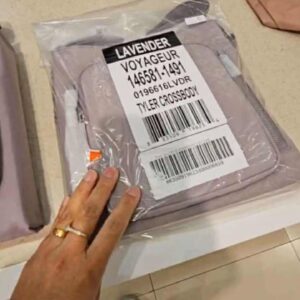 LAVENDER
VOYAGEUR
146581-1491
0196616LVDR
TYLER CROSSBODY